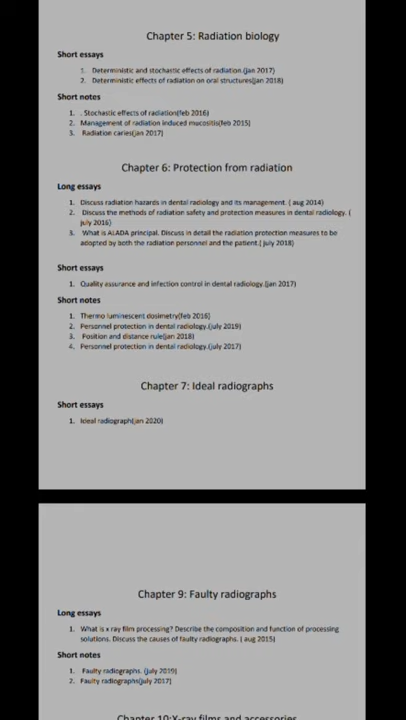 Chapter 5: Radiation biology
Short essays
1. Deterministic and stochastic effects of radiation.(jan 2017)
2. Deterministic effects of radiation on oral structures(jan 2018)
Short notes
1. . Stochastic effects of radiation(feb 2016)
2. Management of radiation induced mucositis(feb 2015)
3. Radiation caries(jan 2017)
Chapter 6: Protection from radiation
Long essays
1. Discuss radiation hazards in dental radiology and its management. ( aug 2014)
2. Discuss the methods of radiation safety and protection measures in dental radiology. (
july 2016)
3. What is ALADA principal. Discuss in detail the radiation protection measures to be
adopted by both the radiation personnel and the patient.( july 2018)
Short essays
1. Quality assurance and infection control in dental radiology.(jan 2017)
Short notes
1. Thermo luminescent dosimetry(feb 2016)
2. Personnel protection in dental radiology.(july 2019)
3. Position and distance rule(jan 2018)
4. Personnel protection in dental radiology.(july 2017)
Chapter 7: Ideal radiographs
Short essays
1. Ideal radiograph(jan 2020)
Chapter 9: Faulty radiographs
Long essays
1. What is x ray film processing? Describe the composition and function of processing
solutions. Discuss the causes of faulty radiographs. ( aug 2015)
Short notes
1. Faulty radiographs. (july 2019)
2. Faulty radiographs(july 2017)
Chapter 10:X-ray films and accessories